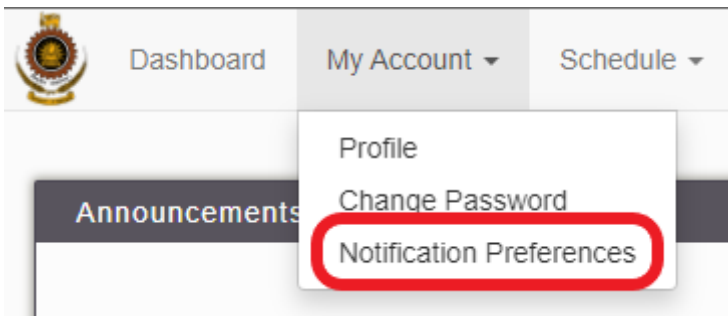 Dashboard My Account Schedule
Profile
Change Password
Announcements
Notification Preferences